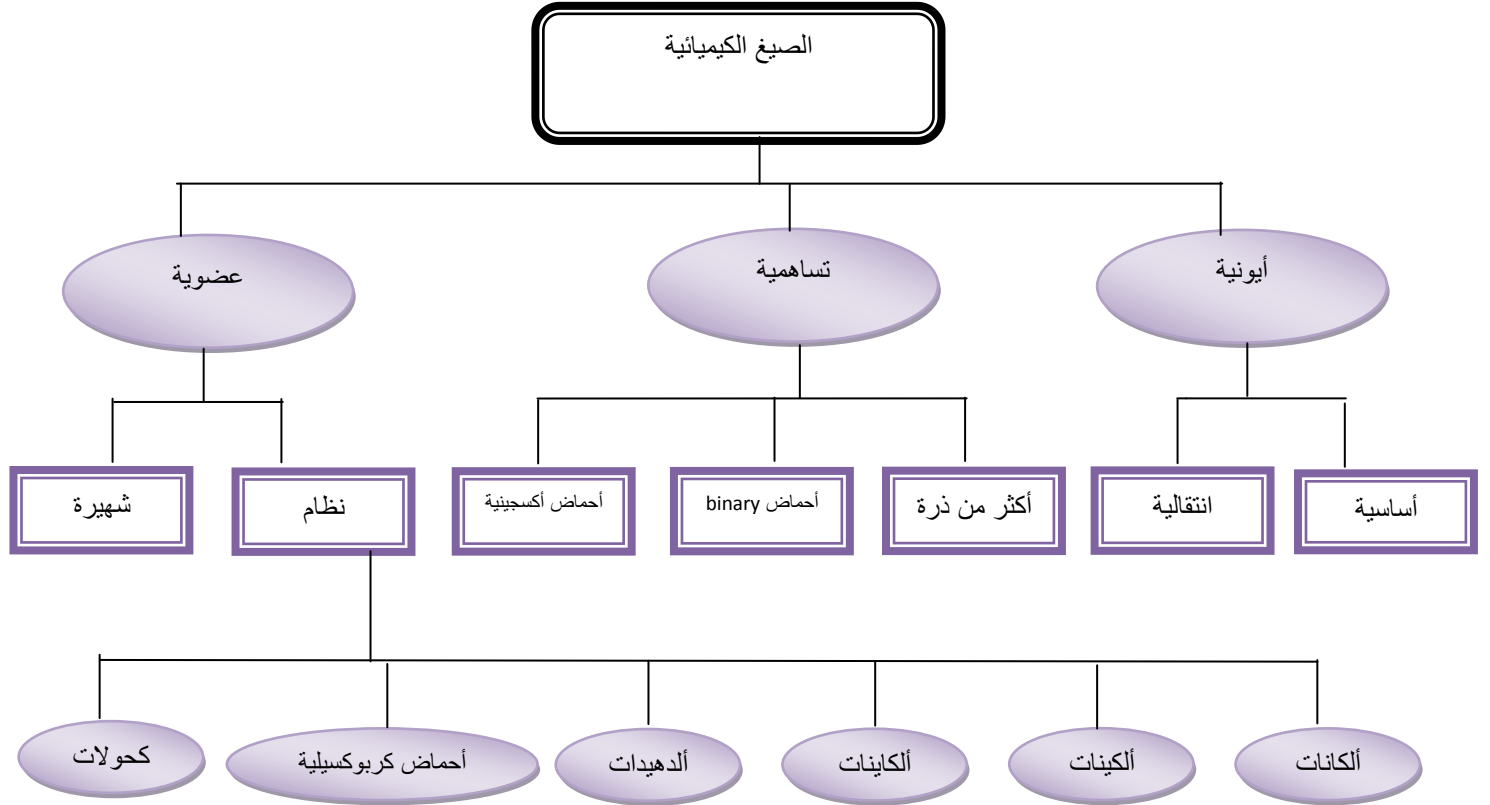 الصيغ الكيميائية
أيونية
تساهمية
عضوية
أساسية
انتقالية
أكثر من ذرة
أحماض binary
أحماض أكسجينية
نظام
شهيرة
ألكانات
ألكينات
ألكاينات
ألدهيدات
أحماض كربوكسيلية
كحولات